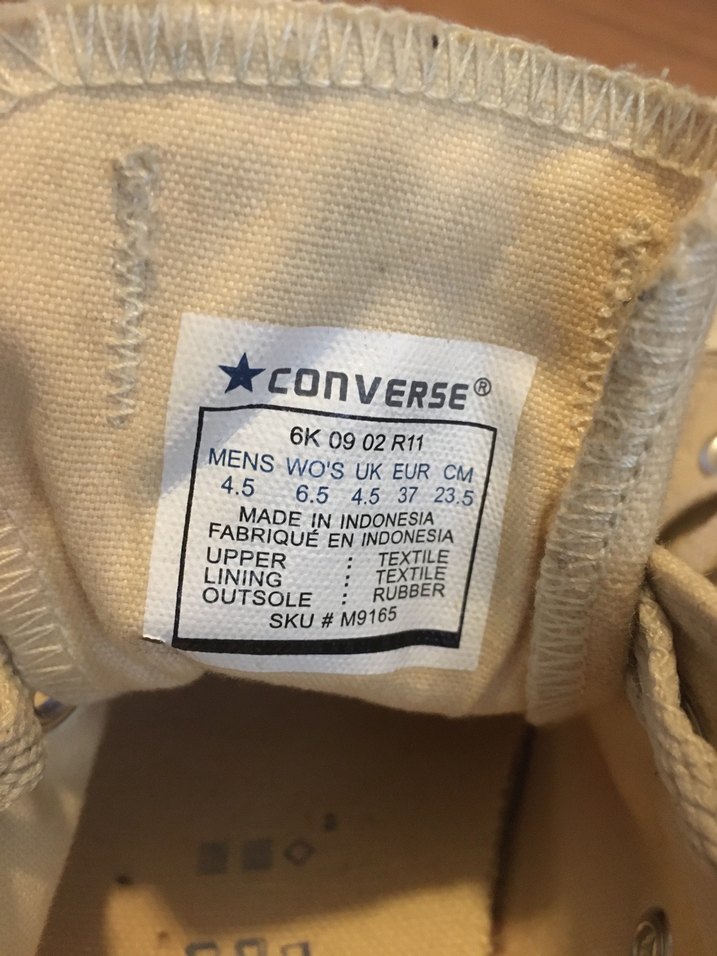 CONVERSE®
6K 09 02 R11
MENS WO'S UK EUR CM
4.5 6.5 4.5 37 23.5
MADE IN INDONESIA
FABRIQUÉ EN INDONESIA
UPPER : TEXTILE
LINING : TEXTILE
OUTSOLE : RUBBER
SKU # M9165